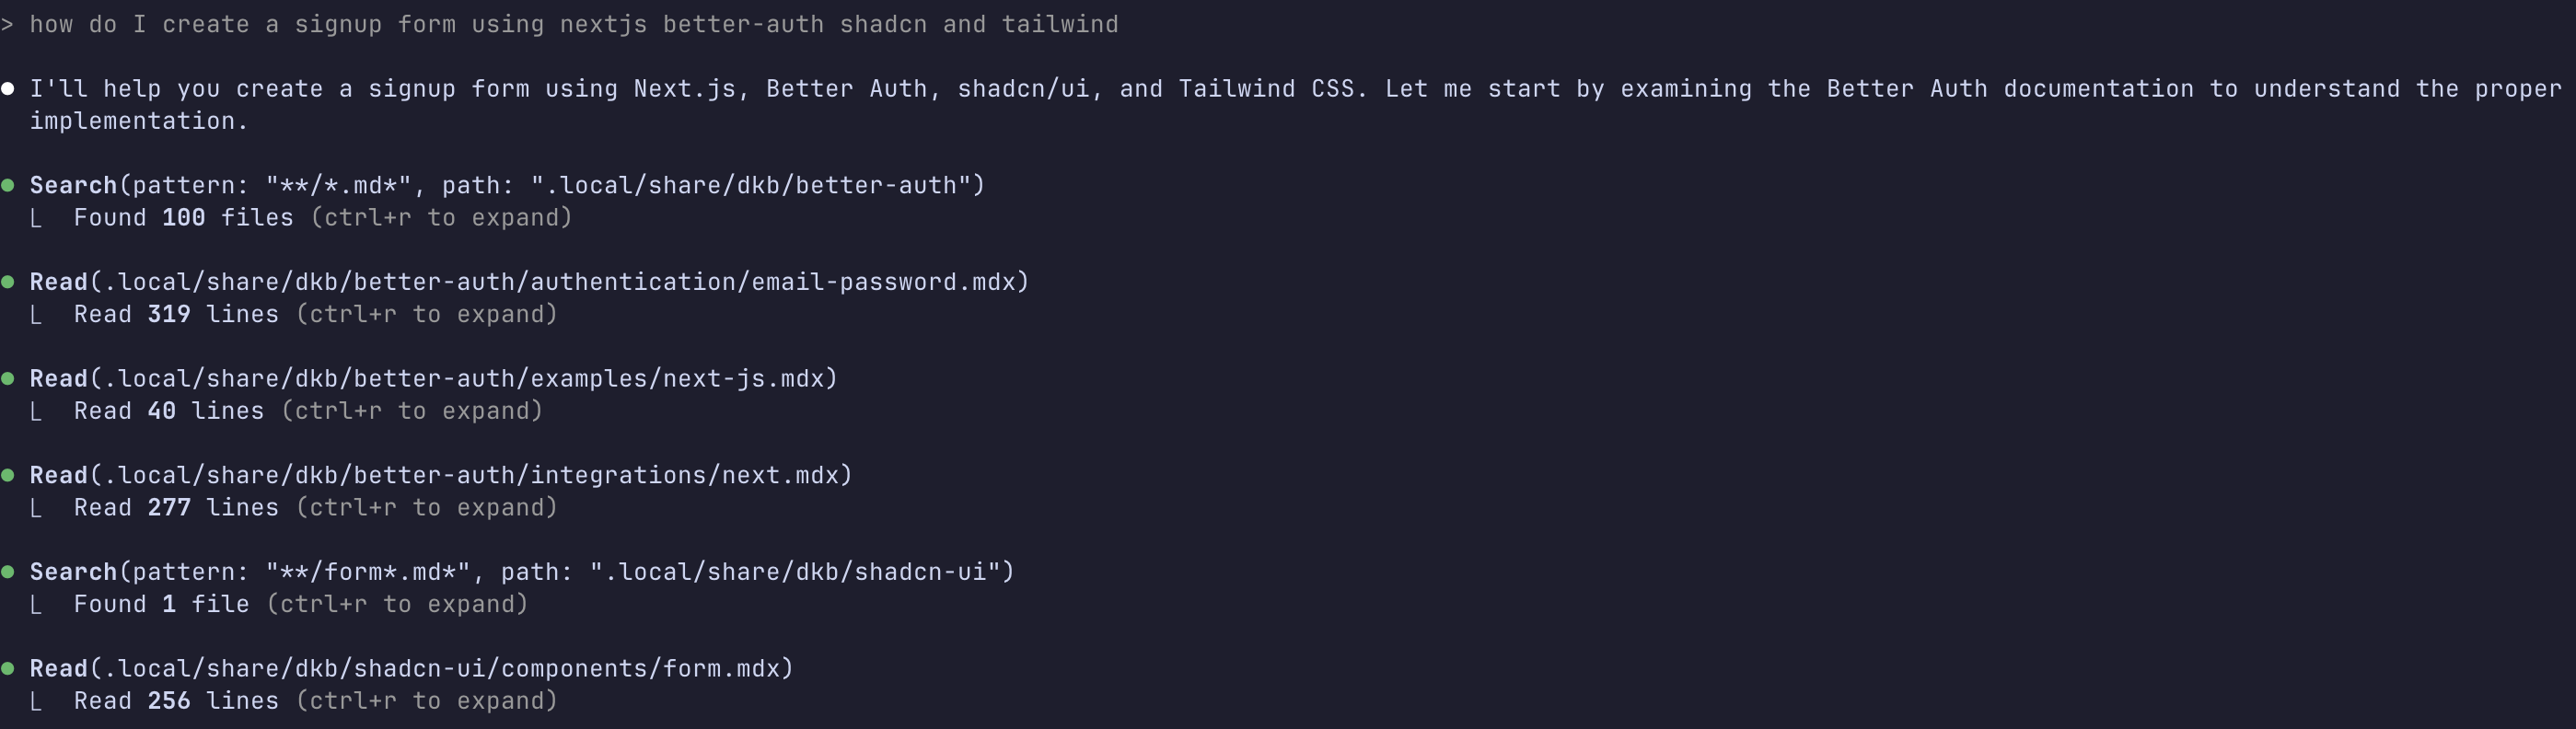 > how do I create a signup form using nextjs better-auth shadcn and tailwind
● I'll help you create a signup form using Next.js, Better Auth, shadcn/ui, and Tailwind CSS. Let me start by examining the Better Auth documentation to understand the proper
implementation.
● Search(pattern: "**/*.md*", path: ".local/share/dkb/better-auth")
⎿  Found 100 files (ctrl+r to expand)
● Read(.local/share/dkb/better-auth/authentication/email-password.mdx)
⎿  Read 319 lines (ctrl+r to expand)
● Read(.local/share/dkb/better-auth/examples/next-js.mdx)
⎿  Read 40 lines (ctrl+r to expand)
● Read(.local/share/dkb/better-auth/integrations/next.mdx)
⎿  Read 277 lines (ctrl+r to expand)
● Search(pattern: "**/form*.md*", path: ".local/share/dkb/shadcn-ui")
⎿  Found 1 file (ctrl+r to expand)
● Read(.local/share/dkb/shadcn-ui/components/form.mdx)
⎿  Read 256 lines (ctrl+r to expand)